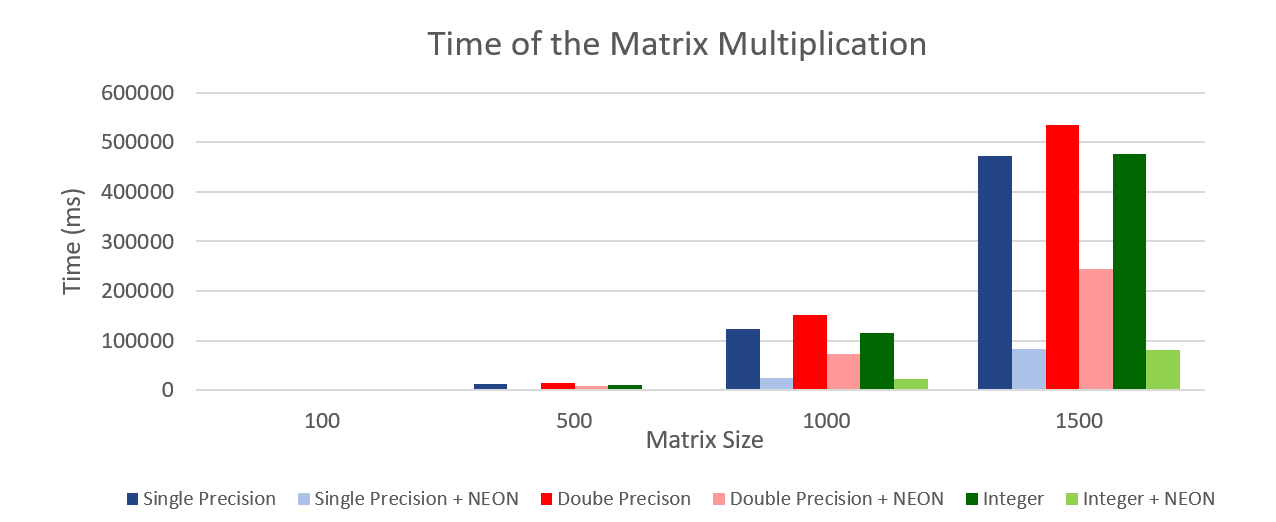 Time of the Matrix Multiplication
600000
500000
400000
300000
200000
100000
0
Time (ms)
100 500 1000 1500
Matrix Size
Single Precision Single Precision + NEON Doube Precison Double Precision + NEON Integer Integer + NEON